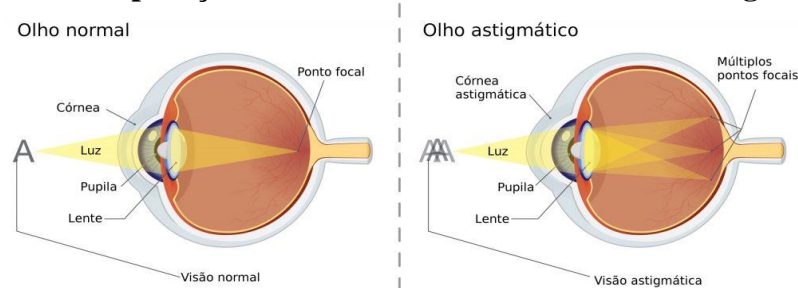 Olho normal
Ponto focal
Córnea
A
Luz
Pupila
Lente
Visão normal
Olho astigmático
Múltiplos
pontos focais
Córnea
astigmática
AAA
Luz
Pupila
Lente
Visão astigmática